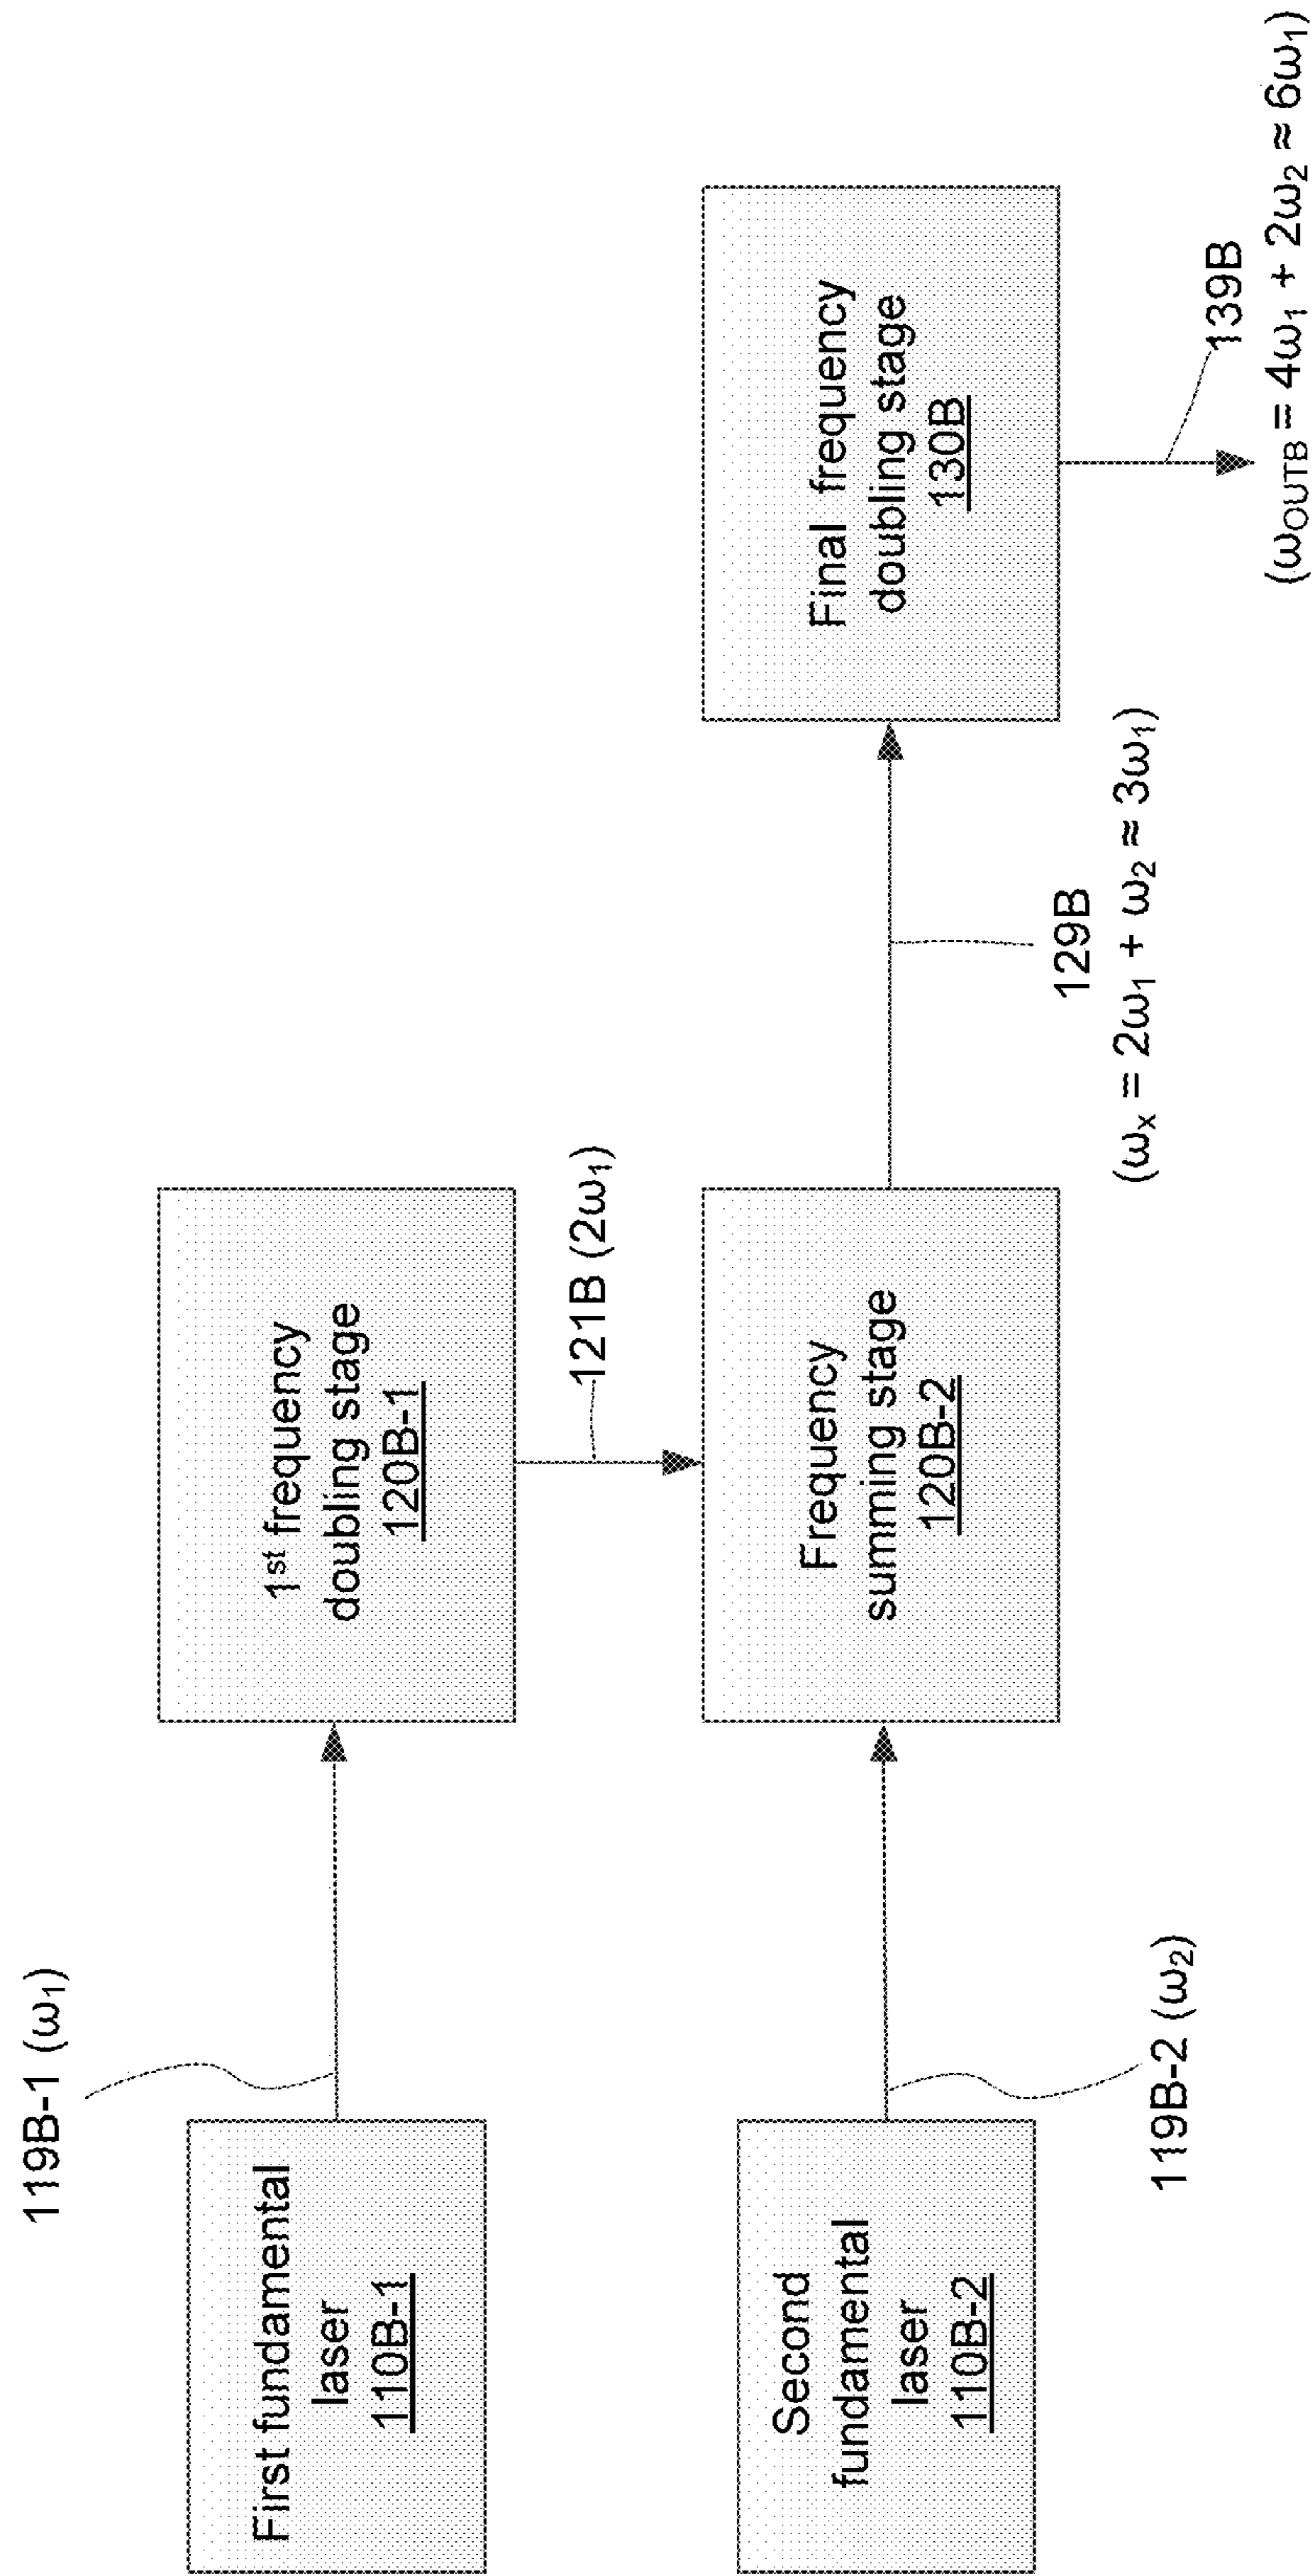 119B-1 (ω₁)
First fundamental
laser
110B-1
1st frequency
doubling stage
120B-1
121B (2ω₁)
Second
fundamental
laser
110B-2
119B-2 (ω₂)
Frequency
summing stage
120B-2
129B
(ωₓ = 2ω₁ + ω₂ ≈ 3ω₁)
Final frequency
doubling stage
130B
139B
(ω_OUTB = 4ω₁ + 2ω₂ ≈ 6ω₁)